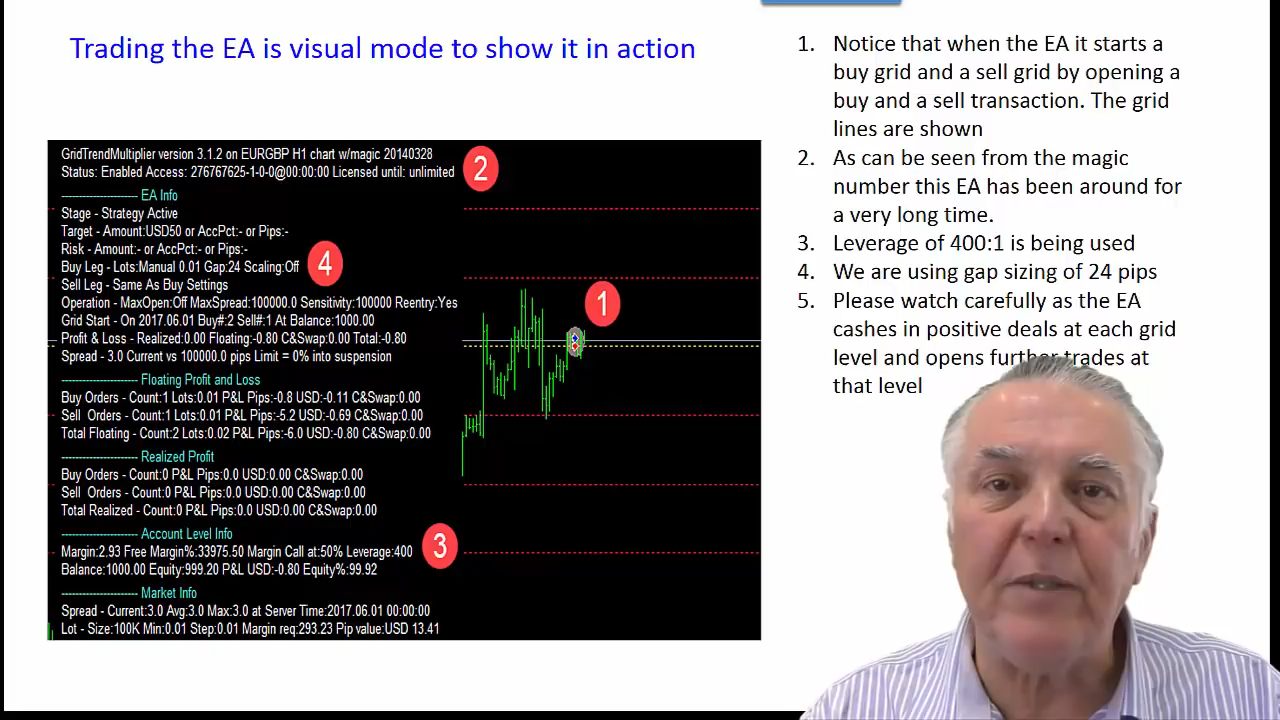 Trading the EA is visual mode to show it in action
GridTrendMultiplier version 3.1.2 on EURGBP H1 chart w/magic 20140328
Status: Enabled Access: 276767625-1-0-0@00:00:00 Licensed until: unlimited
2
---------------------- EA Info
Stage - Strategy Active
Target - Amount:USD50 or AccPct:- or Pips:-
Risk - Amount:- or AccPct:- or Pips:-
Buy Leg - Lots:Manual 0.01 Gap:24 Scaling:Off
4
Sell Leg - Same As Buy Settings
Operation - MaxOpen:Off MaxSpread:100000.0 Sensitivity:100000 Reentry:Yes
1
Grid Start - On 2017.06.01 Buy#:2 Sell#:1 At Balance:1000.00
Profit & Loss - Realized:0.00 Floating:-0.80 C&Swap:0.00 Total:-0.80
Spread - 3.0 Current vs 100000.0 pips Limit = 0% into suspension
---------------------- Floating Profit and Loss
Buy Orders - Count:1 Lots:0.01 P&L Pips:-0.8 USD:-0.11 C&Swap:0.00
Sell Orders - Count:1 Lots:0.01 P&L Pips:-5.2 USD:-0.69 C&Swap:0.00
Total Floating - Count:2 Lots:0.02 P&L Pips:-6.0 USD:-0.80 C&Swap:0.00
---------------------- Realized Profit
Buy Orders - Count:0 P&L Pips:0.0 USD:0.00 C&Swap:0.00
Sell Orders - Count:0 P&L Pips:0.0 USD:0.00 C&Swap:0.00
Total Realized - Count:0 P&L Pips:0.0 USD:0.00 C&Swap:0.00
---------------------- Account Level Info
Margin:2.93 Free Margin%:33975.50 Margin Call at:50% Leverage:400
3
Balance:1000.00 Equity:999.20 P&L USD:-0.80 Equity%:99.92
---------------------- Market Info
Spread - Current:3.0 Avg:3.0 Max:3.0 at Server Time:2017.06.01 00:00:00
Lot - Size:100K Min:0.01 Step:0.01 Margin req:293.23 Pip value:USD 13.41
1. Notice that when the EA it starts a
buy grid and a sell grid by opening a
buy and a sell transaction. The grid
lines are shown
2. As can be seen from the magic
number this EA has been around for
a very long time.
3. Leverage of 400:1 is being used
4. We are using gap sizing of 24 pips
5. Please watch carefully as the EA
cashes in positive deals at each grid
level and opens further trades at
that level